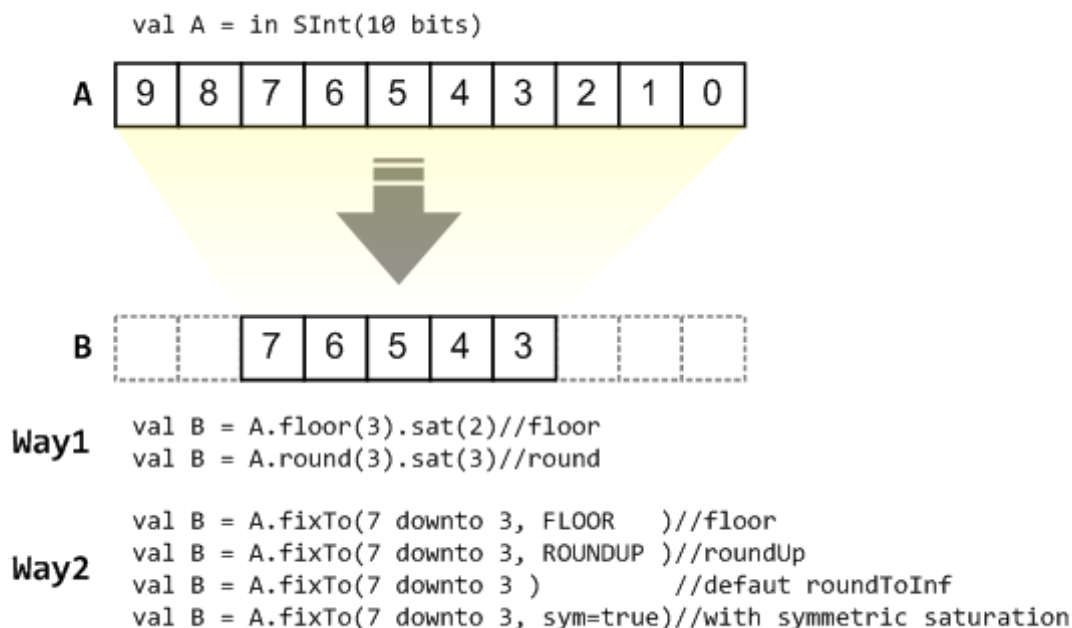 val A = in SInt(10 bits)
A 9 8 7 6 5 4 3 2 1 0
B 7 6 5 4 3
Way1
val B = A.floor(3).sat(2)//floor
val B = A.round(3).sat(3)//round
Way2
val B = A.fixTo(7 downto 3, FLOOR   )//floor
val B = A.fixTo(7 downto 3, ROUNDUP )//roundUp
val B = A.fixTo(7 downto 3 )         //defaut roundToInf
val B = A.fixTo(7 downto 3, sym=true)//with symmetric saturation